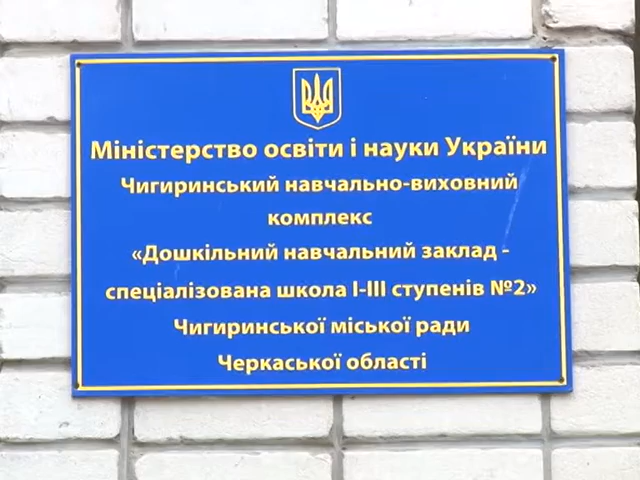 Міністерство освіти і науки України
Чигиринський навчально-виховний
комплекс
«Дошкільний навчальний заклад -
спеціалізована школа І-ІІІ ступенів №2»
Чигиринської міської ради
Черкаської області